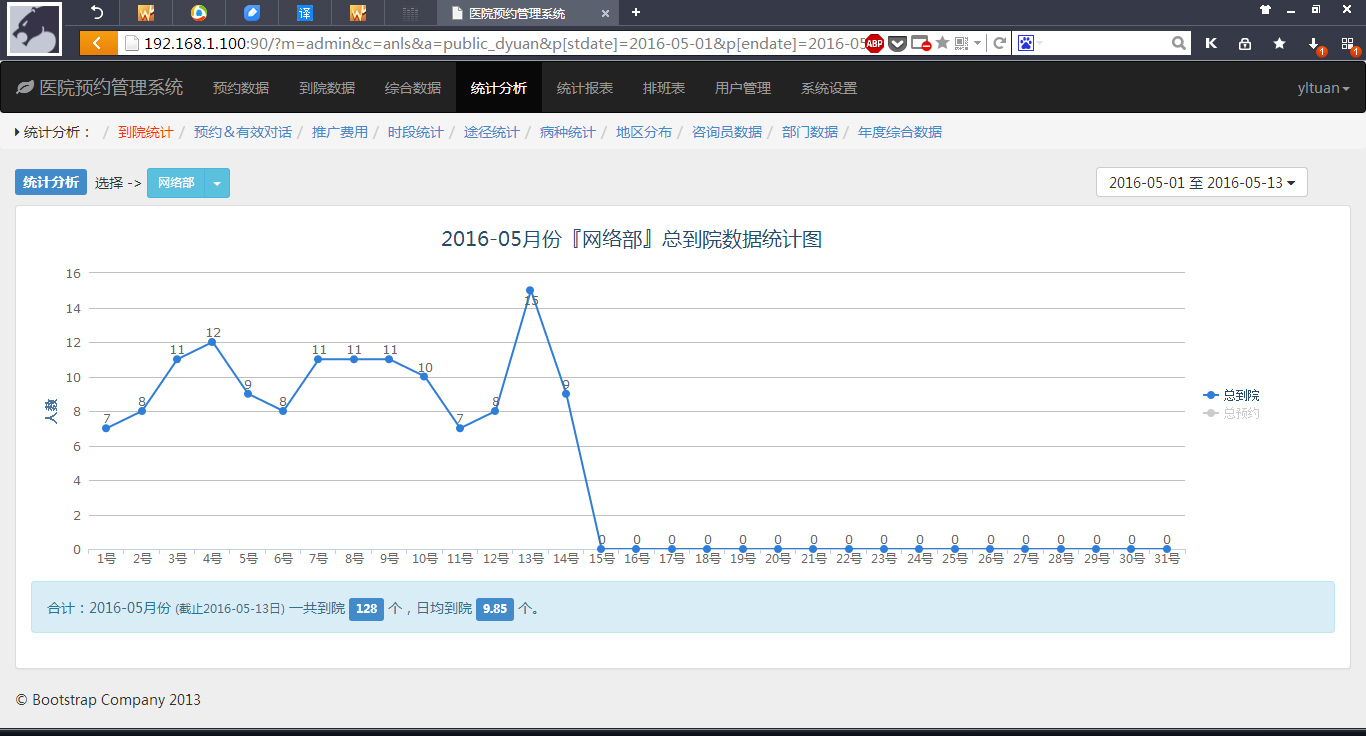 译
医院预约管理系统
192.168.1.100:90/?m=admin&c=anls&a=public_dyuan&p[stdate]=2016-05-01&p[endate]=2016-05
ABP
1
1
医院预约管理系统 预约数据 到院数据 综合数据 统计分析 统计报表 排班表 用户管理 系统设置 yltuan
统计分析： / 到院统计 / 预约＆有效对话 / 推广费用 / 时段统计 / 途径统计 / 病种统计 / 地区分布 / 咨询员数据 / 部门数据 / 年度综合数据
统计分析 选择 -> 网络部
2016-05-01 至 2016-05-13
2016-05月份『网络部』总到院数据统计图
人数
16
14
12
10
8
6
4
2
0
7 8 11 12 9 8 11 11 11 10 7 8 15 9 0 0 0 0 0 0 0 0 0 0 0 0 0 0 0 0 0
1号 2号 3号 4号 5号 6号 7号 8号 9号 10号 11号 12号 13号 14号 15号 16号 17号 18号 19号 20号 21号 22号 23号 24号 25号 26号 27号 28号 29号 30号 31号
总到院
总预约
合计：2016-05月份 (截止2016-05-13日) 一共到院 128 个，日均到院 9.85 个。
© Bootstrap Company 2013